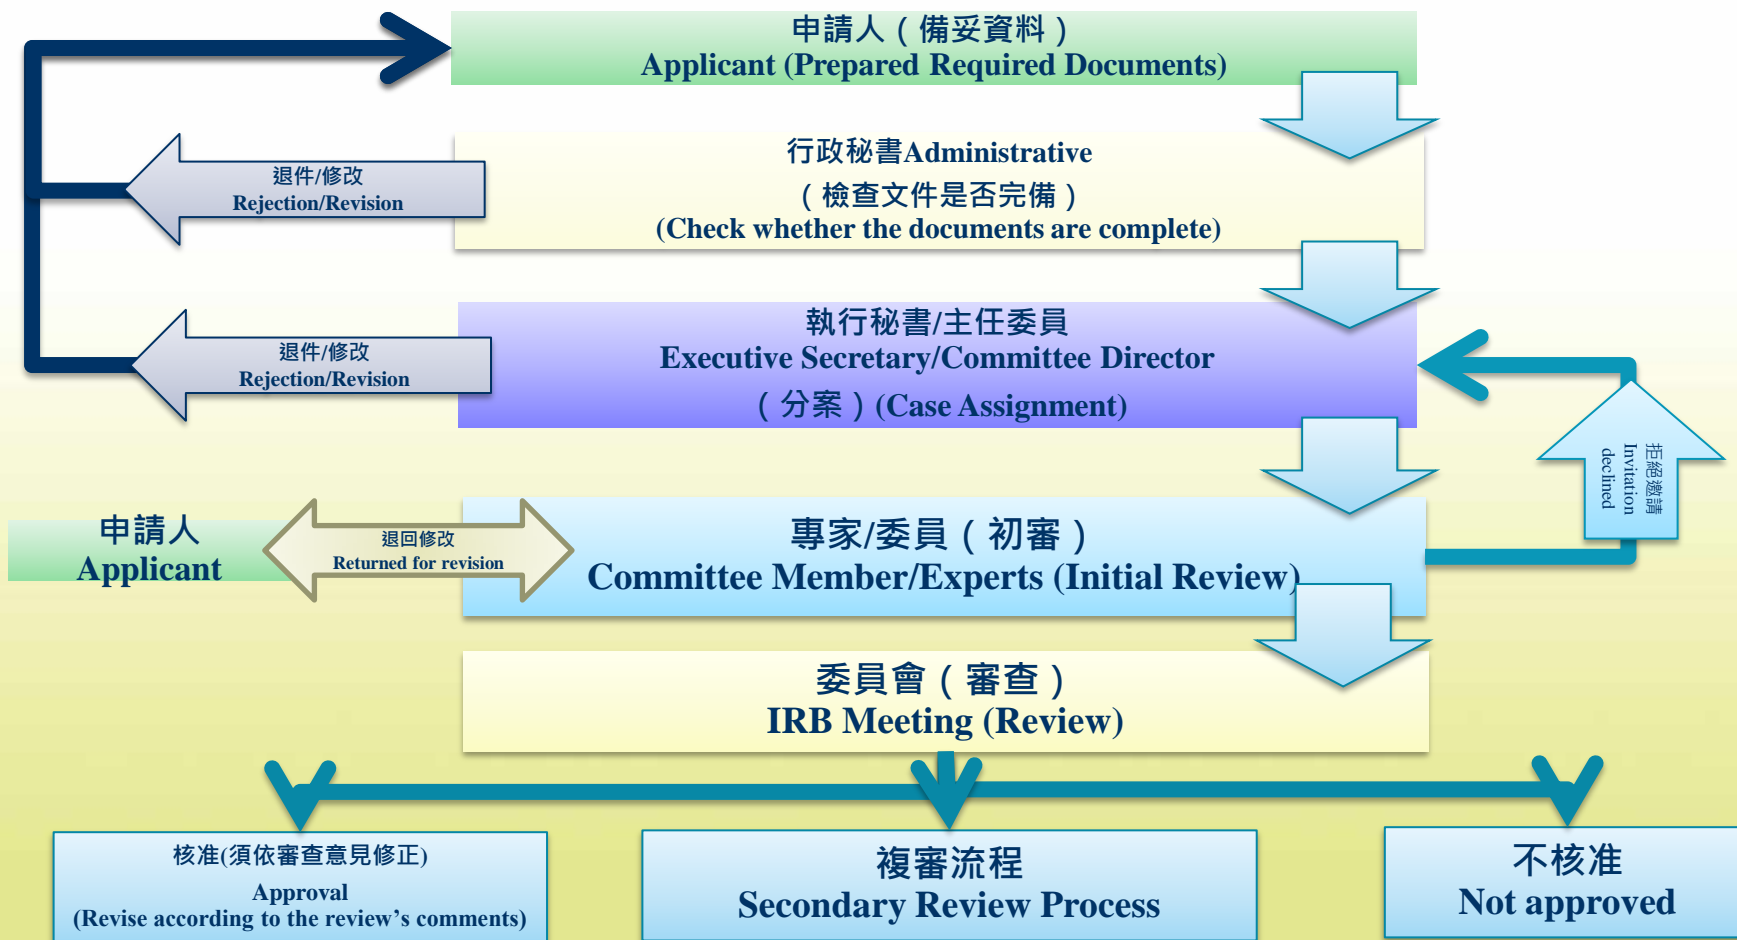 申請人（備妥資料）
Applicant (Prepared Required Documents)
行政秘書Administrative
（檢查文件是否完備）
(Check whether the documents are complete)
退件/修改
Rejection/Revision
執行秘書/主任委員
Executive Secretary/Committee Director
（分案）(Case Assignment)
退件/修改
Rejection/Revision
拒絕邀請
Invitation
declined
申請人
Applicant
退回修改
Returned for revision
專家/委員（初審）
Committee Member/Experts (Initial Review)
委員會（審查）
IRB Meeting (Review)
核准(須依審查意見修正)
Approval
(Revise according to the review's comments)
複審流程
Secondary Review Process
不核准
Not approved